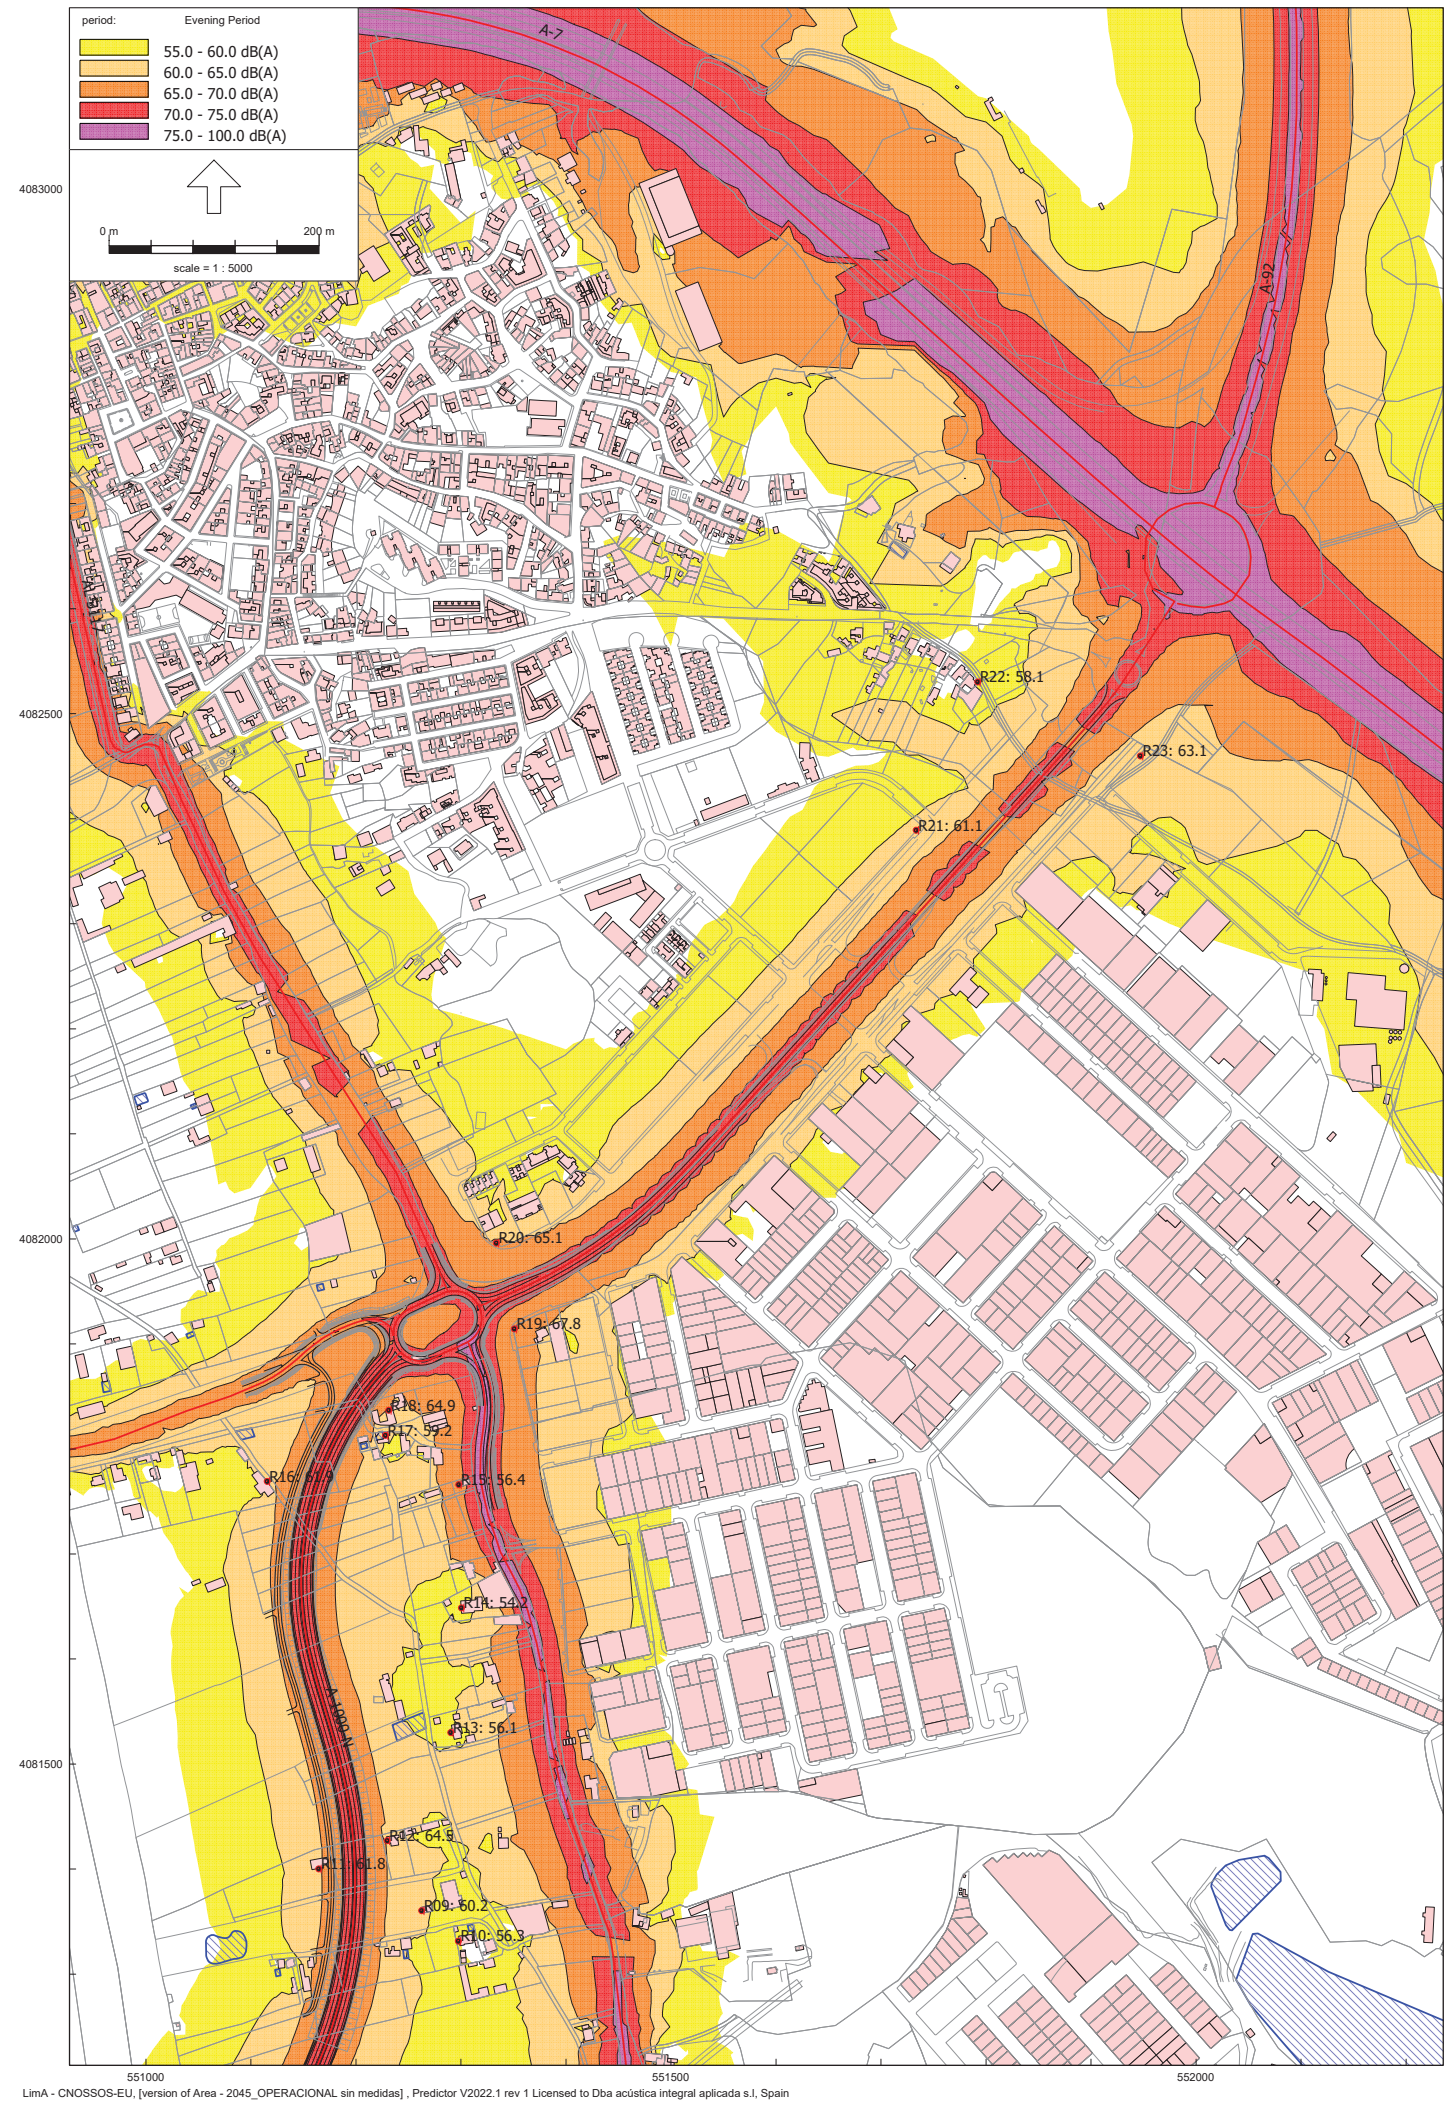 period: Evening Period
55.0 - 60.0 dB(A)
60.0 - 65.0 dB(A)
65.0 - 70.0 dB(A)
70.0 - 75.0 dB(A)
75.0 - 100.0 dB(A)
0 m 200 m
scale = 1 : 5000
A-7
4083000
A-92
4082500
R22: 58.1
R23: 63.1
R21: 61.1
4082000
R20: 65.1
R19: 67.8
R18: 64.9
R17: 59.2
R16: 61.9
R15: 56.4
R14: 54.2
A-1000 N
R13: 56.1
4081500
R12: 64.5
R11: 61.8
R09: 60.2
R10: 56.3
551000 551500 552000
LimA - CNOSSOS-EU, [version of Area - 2045_OPERACIONAL sin medidas] , Predictor V2022.1 rev 1 Licensed to Dba acústica integral aplicada s.l, Spain